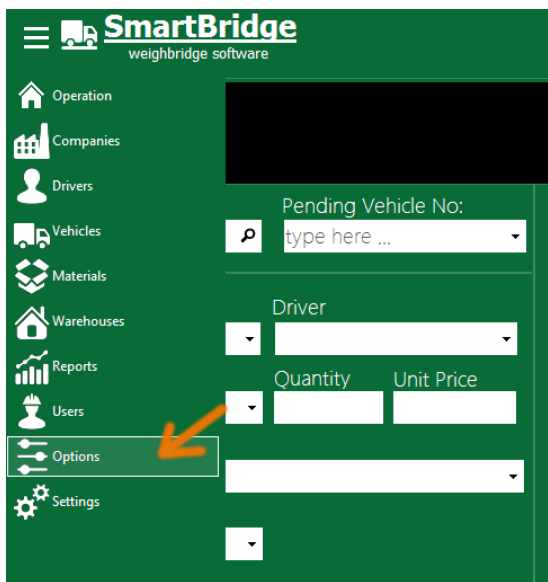 SmartBridge
weighbridge software
Operation
Companies
Drivers
Vehicles
Materials
Warehouses
Reports
Users
Options
Settings
Pending Vehicle No:
type here ...
Driver
Quantity Unit Price